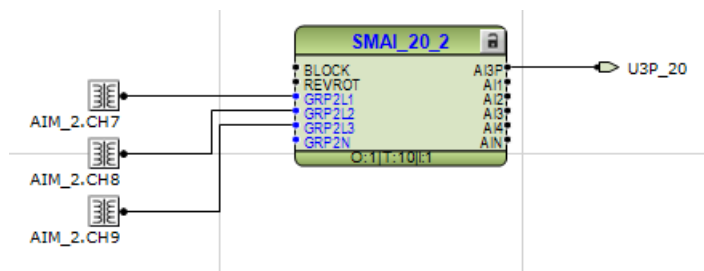 SMAI_20_2
BLOCK AI3P
REVROT AI1
GRP2L1 AI2
GRP2L2 AI3
GRP2L3 AI4
GRP2N AIN
O:1|T:10|I:1
U3P_20
AIM_2.CH7
AIM_2.CH8
AIM_2.CH9